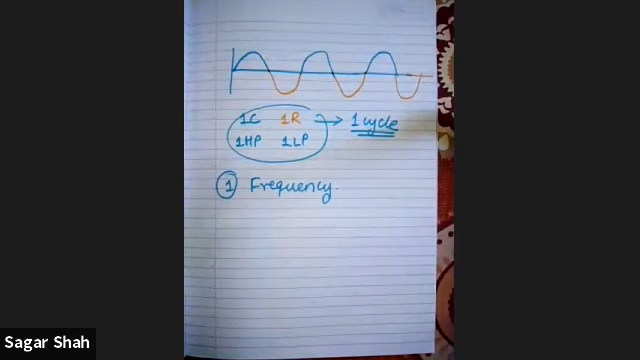 1C 1R → 1 cycle
1HP 1LP
① Frequency.
Sagar Shah